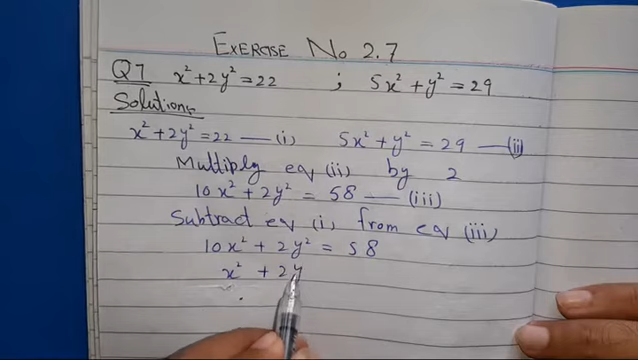 EXERCISE No 2.7
Q7 x²+2y²=22 ; 5x²+y²=29
Solution:
x²+2y²=22 —(i) 5x²+y²=29 —(ii)
Multiply eq (ii) by 2
10x²+2y² = 58 —(iii)
Subtract eq (i) from eq (iii)
10x²+2y² = 58
x² + 2y